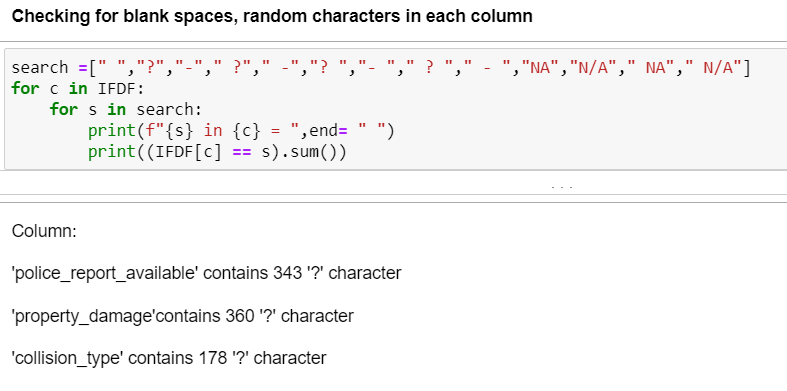 Checking for blank spaces, random characters in each column
search =[" ","?","-"," ?"," -","? ","- "," ? "," - ","NA","N/A"," NA"," N/A"]
for c in IFDF:
    for s in search:
        print(f"{s} in {c} = ",end= " ")
        print((IFDF[c] == s).sum())
...
Column:
'police_report_available' contains 343 '?' character
'property_damage'contains 360 '?' character
'collision_type' contains 178 '?' character